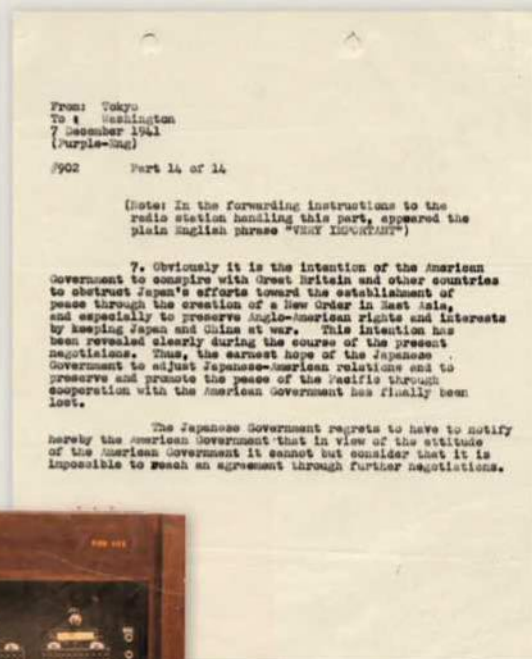 From: Tokyo
To : Washington
7 December 1941
(Purple-Eng)
#902 Part 14 of 14
(Note: In the forwarding instructions to the
radio station handling this part, appeared the
plain English phrase "VERY IMPORTANT")
7. Obviously it is the intention of the American
Government to conspire with Great Britain and other countries
to obstruct Japan's efforts toward the establishment of
peace through the creation of a New Order in East Asia,
and especially to preserve Anglo-American rights and interests
by keeping Japan and China at war. This intention has
been revealed clearly during the course of the present
negotiations. Thus, the earnest hope of the Japanese
Government to adjust Japanese-American relations and to
preserve and promote the peace of the Pacific through
cooperation with the American Government has finally been
lost.
The Japanese Government regrets to have to notify
hereby the American Government that in view of the attitude
of the American Government it cannot but consider that it is
impossible to reach an agreement through further negotiations.